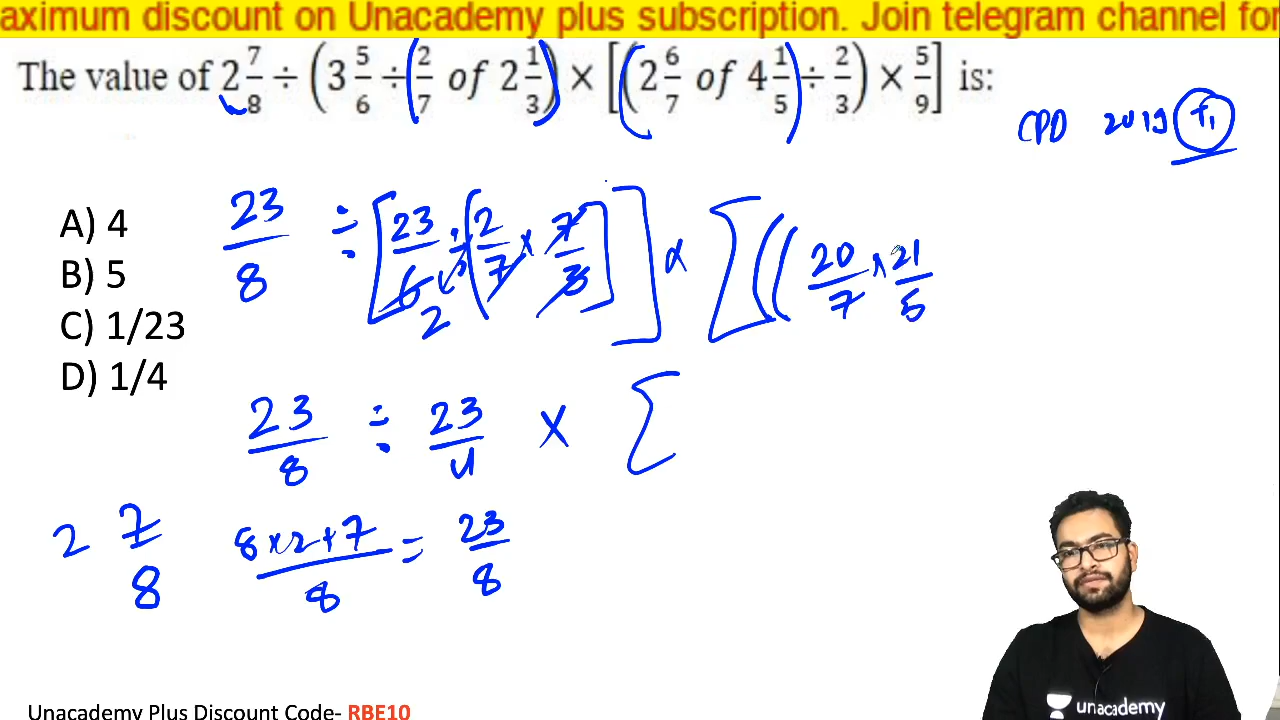 aximum discount on Unacademy plus subscription. Join telegram channel for
The value of 2 7/8 ÷ (3 5/6 ÷ (2/7 of 2 1/3) × [(2 6/7 of 4 1/5) ÷ 2/3) × 5/9] is:
CPD 2019 T1
A) 4
B) 5
C) 1/23
D) 1/4
23/8 ÷ [23/6 ÷ (2/7 × 7/3]] × [((20/7 × 21/5
2
23/8 ÷ 23/4 × [
2 7/8 8×2+7/8 = 23/8
unacademy
Unacademy Plus Discount Code- RBE10